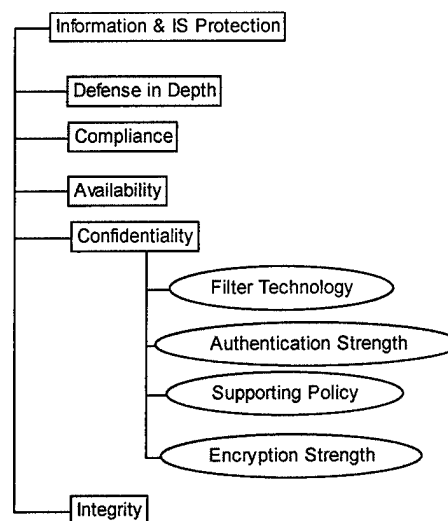 Information & IS Protection
Defense in Depth
Compliance
Availability
Confidentiality
Filter Technology
Authentication Strength
Supporting Policy
Encryption Strength
Integrity